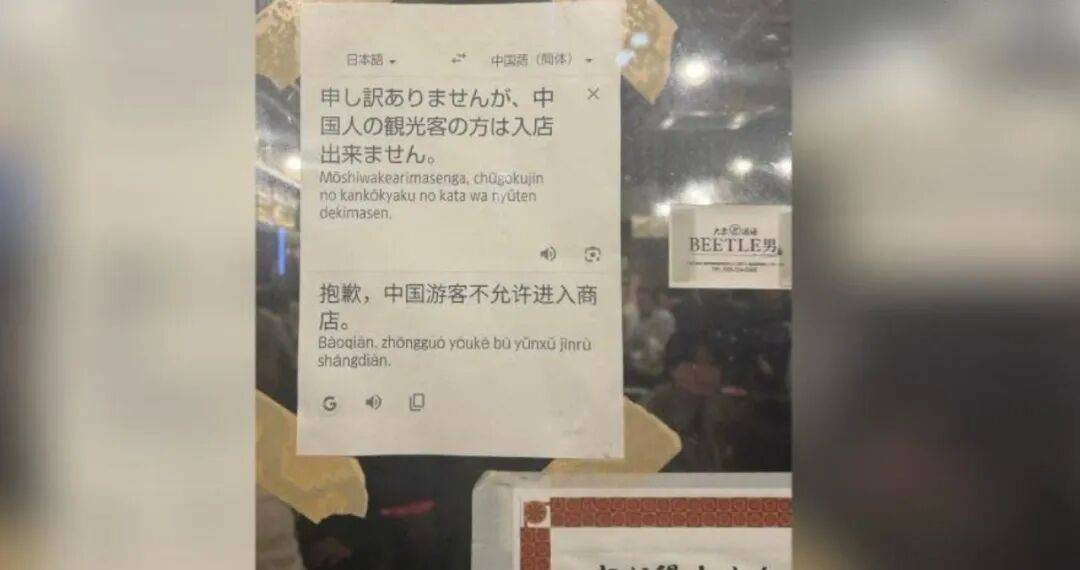 日本語
中国語（簡体）
申し訳ありませんが、中
国人の観光客の方は入店
出来ません。
Mōshiwakearimasenga, chūgokujin
no kankōkyaku no kata wa nyūten
dekimasen.
抱歉，中国游客不允许进入商
店。
Bàoqiàn, zhōngguó yóukè bù yǔnxǔ jìnrù
shāngdiàn.
G
BEETLE男